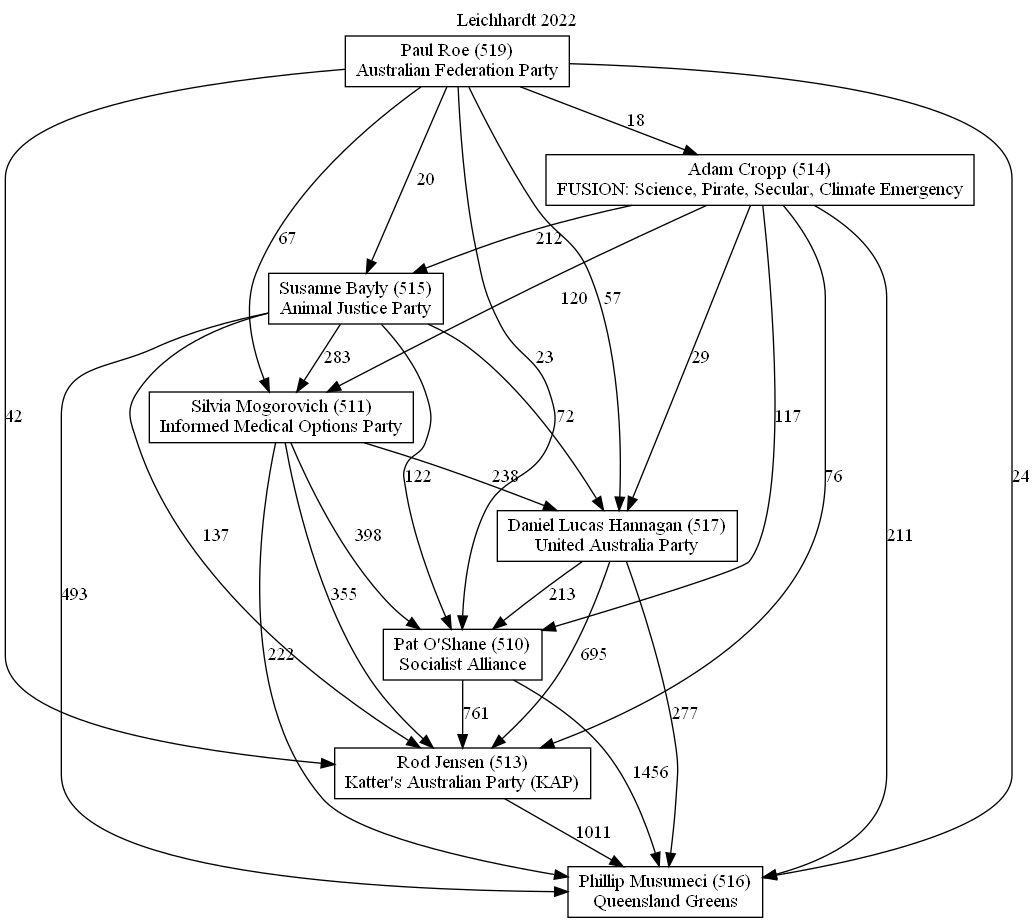 Leichhardt 2022
Paul Roe (519)
Australian Federation Party
18
Adam Cropp (514)
FUSION: Science, Pirate, Secular, Climate Emergency
20
67
212
Susanne Bayly (515)
Animal Justice Party
120
57
283
23
29
Silvia Mogorovich (511)
Informed Medical Options Party
42
72
117
122
238
76
24
Daniel Lucas Hannagan (517)
United Australia Party
137
398
211
493
355
213
Pat O'Shane (510)
Socialist Alliance
222
695
761
277
Rod Jensen (513)
Katter's Australian Party (KAP)
1456
1011
Phillip Musumeci (516)
Queensland Greens